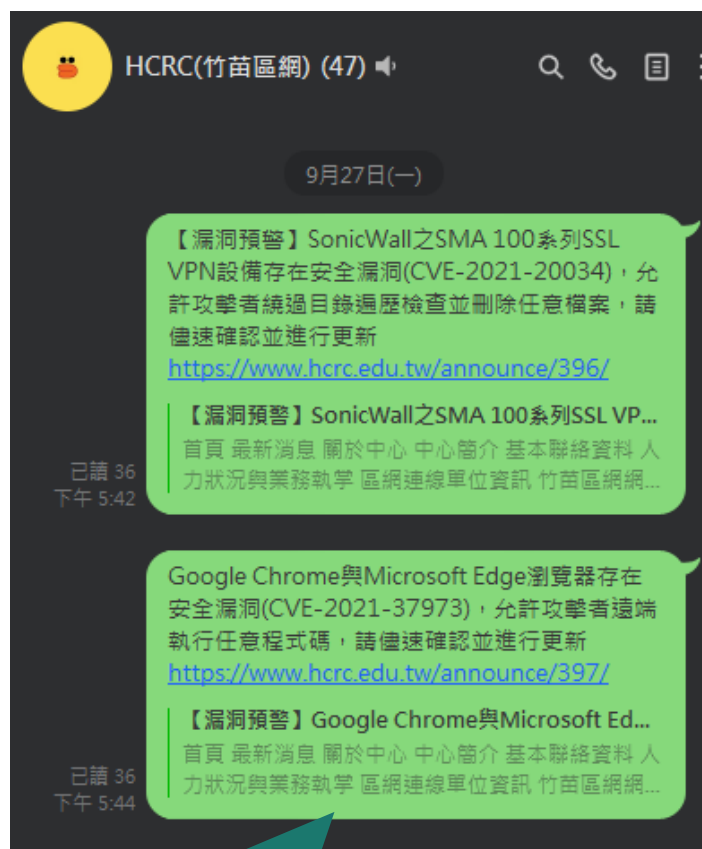 HCRC(竹苗區網) (47)
9月27日(一)
【漏洞預警】SonicWall之SMA 100系列SSL
VPN設備存在安全漏洞(CVE-2021-20034),允
許攻擊者繞過目錄遍歷檢查並刪除任意檔案,請
儘速確認並進行更新
https://www.hcrc.edu.tw/announce/396/
【漏洞預警】SonicWall之SMA 100系列SSL VP...
首頁 最新消息 關於中心 中心簡介 基本聯絡資料 人
力狀況與業務執掌 區網連線單位資訊 竹苗區網網...
已讀 36
下午 5:42
Google Chrome與Microsoft Edge瀏覽器存在
安全漏洞(CVE-2021-37973),允許攻擊者遠端
執行任意程式碼,請儘速確認並進行更新
https://www.hcrc.edu.tw/announce/397/
【漏洞預警】Google Chrome與Microsoft Ed...
首頁 最新消息 關於中心 中心簡介 基本聯絡資料 人
力狀況與業務執掌 區網連線單位資訊 竹苗區網網...
已讀 36
下午 5:44